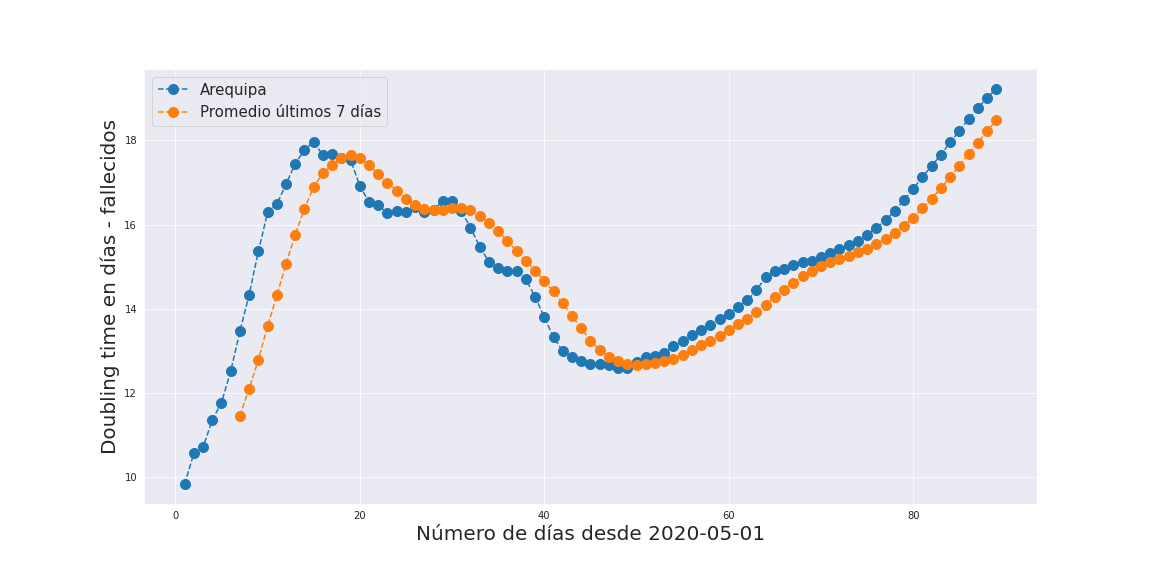 Arequipa
Promedio últimos 7 días
Doubling time en días - fallecidos
18
16
14
12
10
0
20
40
60
80
Número de días desde 2020-05-01